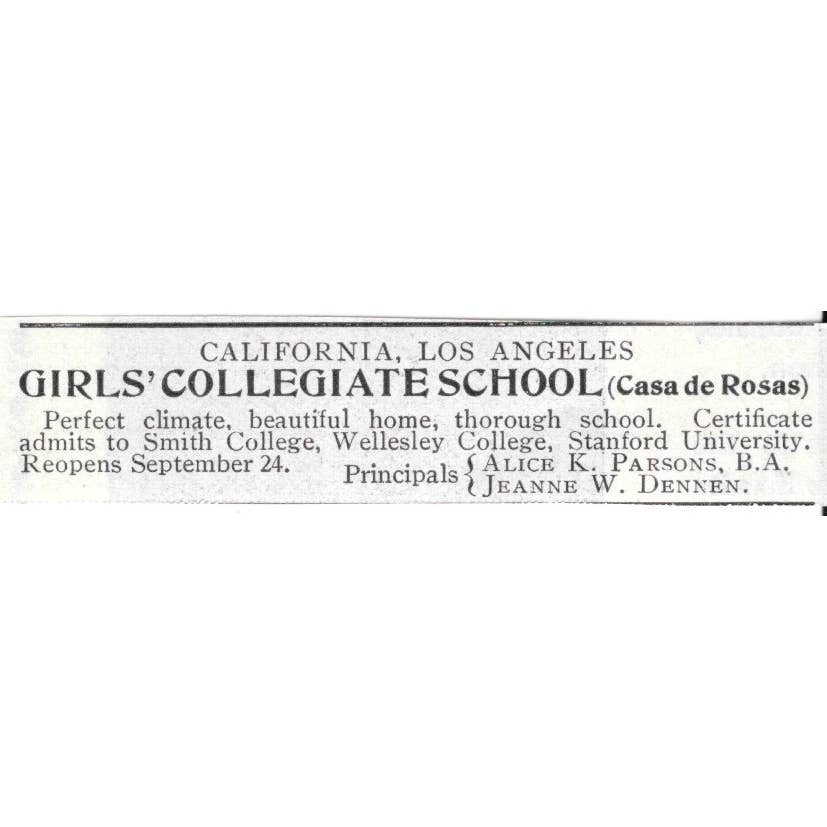 CALIFORNIA, LOS ANGELES
GIRLS' COLLEGIATE SCHOOL (Casa de Rosas)
Perfect climate, beautiful home, thorough school. Certificate
admits to Smith College, Wellesley College, Stanford University.
Reopens September 24.
Principals { ALICE K. PARSONS, B.A.
JEANNE W. DENNEN.